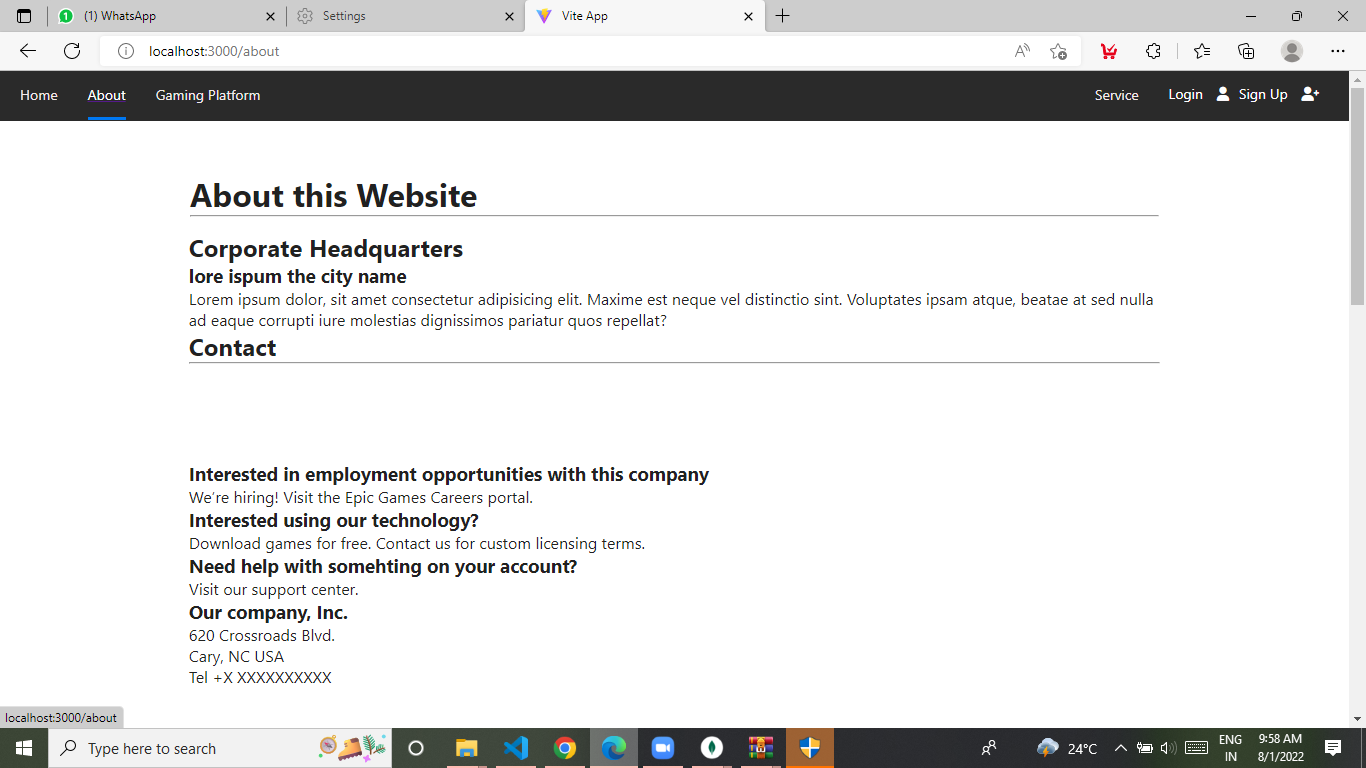 (1) WhatsApp
Settings
Vite App
localhost:3000/about
Home
About
Gaming Platform
Service
Login
Sign Up
About this Website
Corporate Headquarters
lore ispum the city name
Lorem ipsum dolor, sit amet consectetur adipisicing elit. Maxime est neque vel distinctio sint. Voluptates ipsam atque, beatae at sed nulla
ad eaque corrupti iure molestias dignissimos pariatur quos repellat?
Contact
Interested in employment opportunities with this company
We're hiring! Visit the Epic Games Careers portal.
Interested using our technology?
Download games for free. Contact us for custom licensing terms.
Need help with somehting on your account?
Visit our support center.
Our company, Inc.
620 Crossroads Blvd.
Cary, NC USA
Tel +X XXXXXXXXXX
localhost:3000/about
Type here to search
24°C
ENG
IN
9:58 AM
8/1/2022